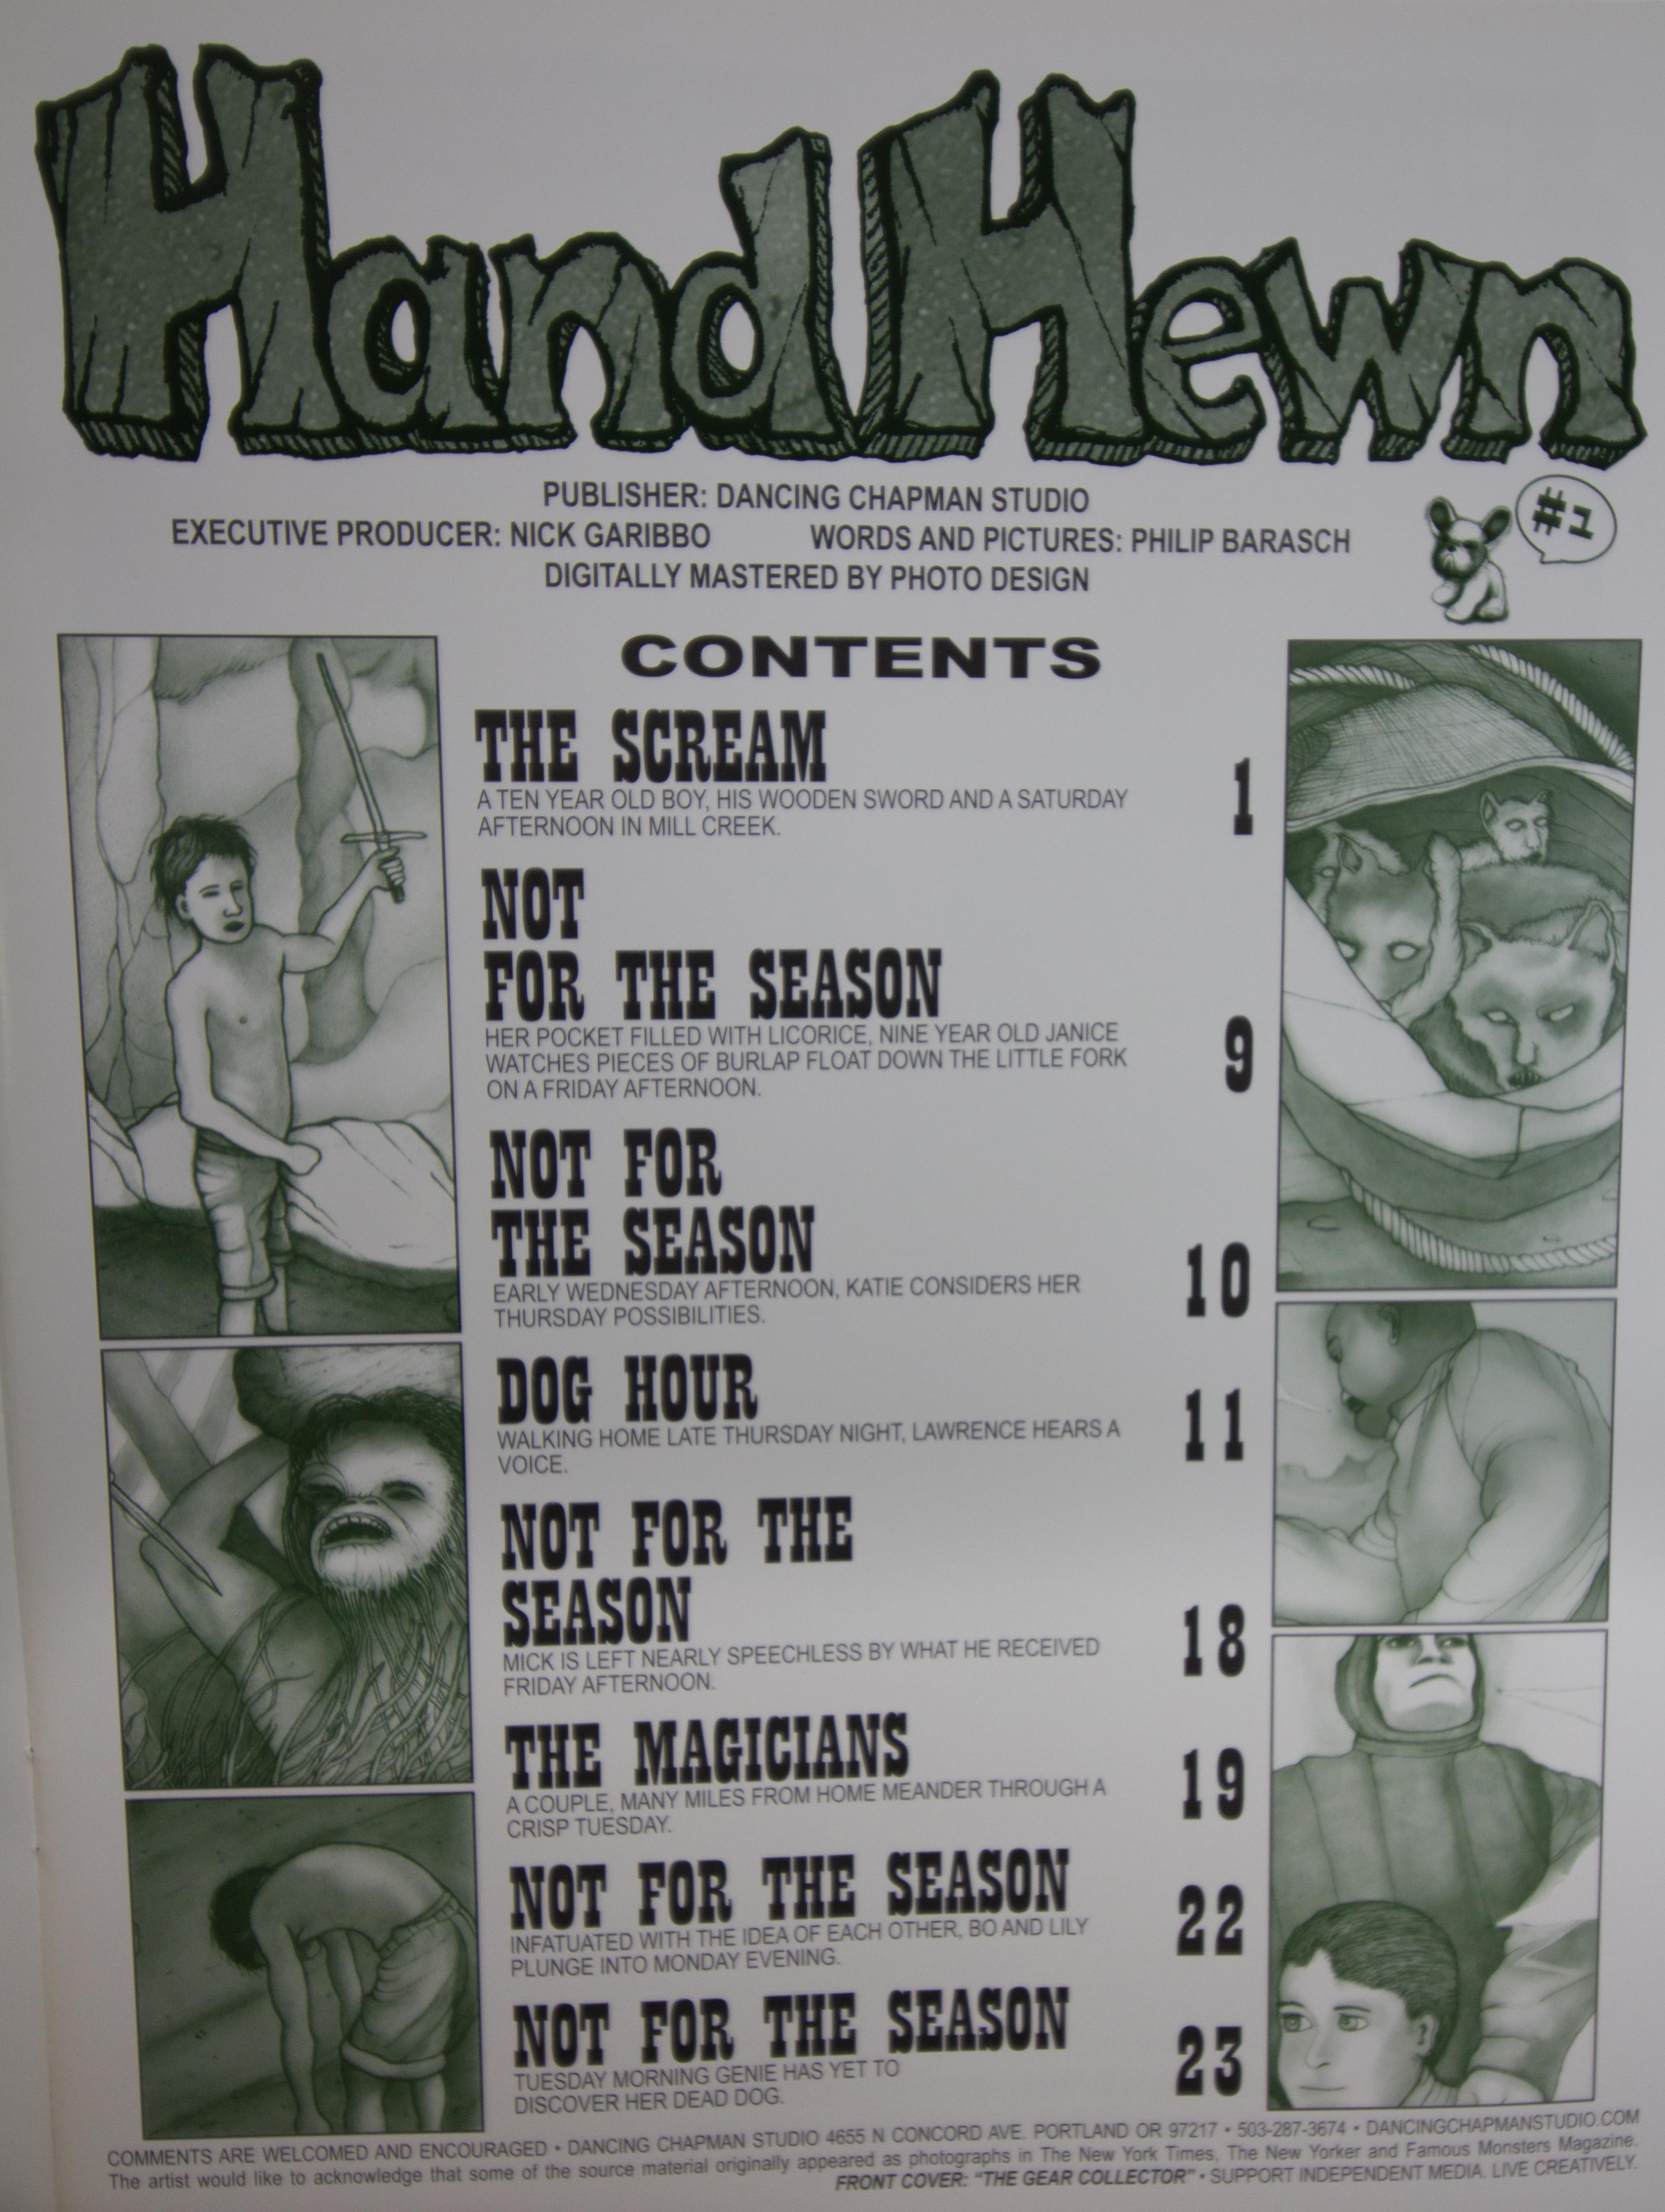 Hand Hewn
PUBLISHER: DANCING CHAPMAN STUDIO
EXECUTIVE PRODUCER: NICK GARIBBO WORDS AND PICTURES: PHILIP BARASCH
DIGITALLY MASTERED BY PHOTO DESIGN
#1
CONTENTS
THE SCREAM
A TEN YEAR OLD BOY, HIS WOODEN SWORD AND A SATURDAY
AFTERNOON IN MILL CREEK.
1
NOT
FOR THE SEASON
HER POCKET FILLED WITH LICORICE, NINE YEAR OLD JANICE
WATCHES PIECES OF BURLAP FLOAT DOWN THE LITTLE FORK
ON A FRIDAY AFTERNOON.
9
NOT FOR
THE SEASON
EARLY WEDNESDAY AFTERNOON, KATIE CONSIDERS HER
THURSDAY POSSIBILITIES.
10
DOG HOUR
WALKING HOME LATE THURSDAY NIGHT, LAWRENCE HEARS A
VOICE.
11
NOT FOR THE
SEASON
MICK IS LEFT NEARLY SPEECHLESS BY WHAT HE RECEIVED
FRIDAY AFTERNOON.
18
THE MAGICIANS
A COUPLE, MANY MILES FROM HOME MEANDER THROUGH A
CRISP TUESDAY.
19
NOT FOR THE SEASON
INFATUATED WITH THE IDEA OF EACH OTHER, BO AND LILY
PLUNGE INTO MONDAY EVENING.
22
NOT FOR THE SEASON
TUESDAY MORNING GENIE HAS YET TO
DISCOVER HER DEAD DOG.
23
COMMENTS ARE WELCOMED AND ENCOURAGED • DANCING CHAPMAN STUDIO 4655 N CONCORD AVE. PORTLAND OR 97217 • 503-287-3674 • DANCINGCHAPMANSTUDIO.COM
The artist would like to acknowledge that some of the source material originally appeared as photographs in The New York Times, The New Yorker and Famous Monsters Magazine.
FRONT COVER: "THE GEAR COLLECTOR" • SUPPORT INDEPENDENT MEDIA. LIVE CREATIVELY.